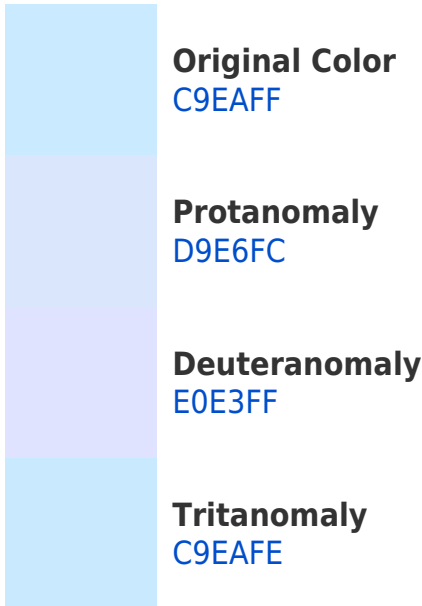 Original Color
C9EAFF
Protanomaly
D9E6FC
Deuteranomaly
E0E3FF
Tritanomaly
C9EAFE